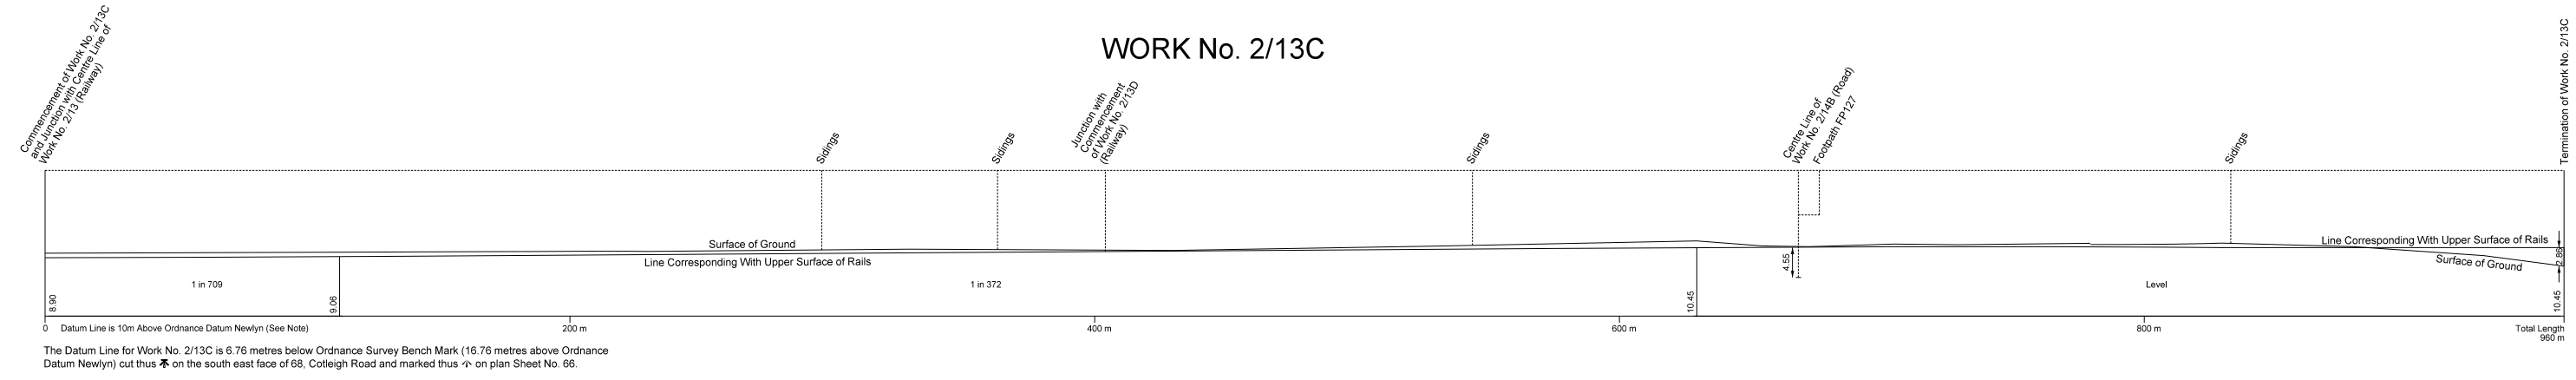 WORK No. 2/13C
Commencement of Work No. 2/13C
and Junction with Centre Line of
Work No. 2/13 (Railway)
Sidings
Sidings
Junction with
Commencement
of Work No. 2/13D
(Railway)
Sidings
Centre Line of
Work No. 2/14B (Road)
Footpath FP127
Sidings
Termination of Work No. 2/13C
Surface of Ground
Line Corresponding With Upper Surface of Rails
Line Corresponding With Upper Surface of Rails
Surface of Ground
8.90
1 in 709
9.06
1 in 372
10.45
4.55
Level
2.86
10.45
0
Datum Line is 10m Above Ordnance Datum Newlyn (See Note)
200 m
400 m
600 m
800 m
Total Length
960 m
The Datum Line for Work No. 2/13C is 6.76 metres below Ordnance Survey Bench Mark (16.76 metres above Ordnance
Datum Newlyn) cut thus on the south east face of 68, Cotleigh Road and marked thus on plan Sheet No. 66.